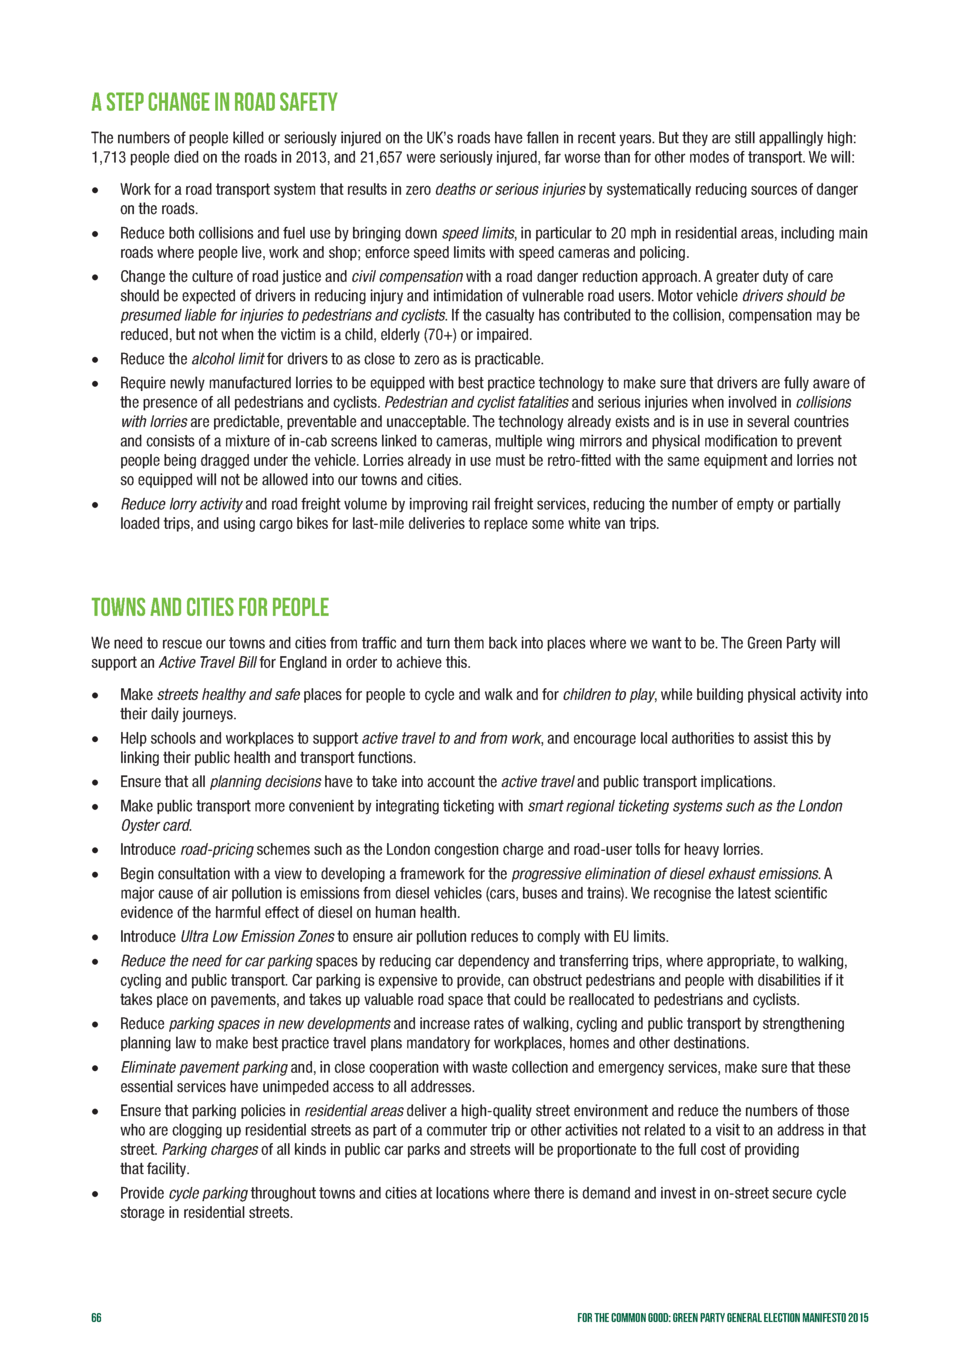 A STEP CHANGE IN ROAD SAFETY
The numbers of people killed or seriously injured on the UK's roads have fallen in recent years. But they are still appallingly high:
1,713 people died on the roads in 2013, and 21,657 were seriously injured, far worse than for other modes of transport. We will:
• Work for a road transport system that results in zero deaths or serious injuries by systematically reducing sources of danger
on the roads.
• Reduce both collisions and fuel use by bringing down speed limits, in particular to 20 mph in residential areas, including main
roads where people live, work and shop; enforce speed limits with speed cameras and policing.
• Change the culture of road justice and civil compensation with a road danger reduction approach. A greater duty of care
should be expected of drivers in reducing injury and intimidation of vulnerable road users. Motor vehicle drivers should be
presumed liable for injuries to pedestrians and cyclists. If the casualty has contributed to the collision, compensation may be
reduced, but not when the victim is a child, elderly (70+) or impaired.
• Reduce the alcohol limit for drivers to as close to zero as is practicable.
• Require newly manufactured lorries to be equipped with best practice technology to make sure that drivers are fully aware of
the presence of all pedestrians and cyclists. Pedestrian and cyclist fatalities and serious injuries when involved in collisions
with lorries are predictable, preventable and unacceptable. The technology already exists and is in use in several countries
and consists of a mixture of in-cab screens linked to cameras, multiple wing mirrors and physical modification to prevent
people being dragged under the vehicle. Lorries already in use must be retro-fitted with the same equipment and lorries not
so equipped will not be allowed into our towns and cities.
• Reduce lorry activity and road freight volume by improving rail freight services, reducing the number of empty or partially
loaded trips, and using cargo bikes for last-mile deliveries to replace some white van trips.
TOWNS AND CITIES FOR PEOPLE
We need to rescue our towns and cities from traffic and turn them back into places where we want to be. The Green Party will
support an Active Travel Bill for England in order to achieve this.
• Make streets healthy and safe places for people to cycle and walk and for children to play, while building physical activity into
their daily journeys.
• Help schools and workplaces to support active travel to and from work, and encourage local authorities to assist this by
linking their public health and transport functions.
• Ensure that all planning decisions have to take into account the active travel and public transport implications.
• Make public transport more convenient by integrating ticketing with smart regional ticketing systems such as the London
Oyster card.
• Introduce road-pricing schemes such as the London congestion charge and road-user tolls for heavy lorries.
• Begin consultation with a view to developing a framework for the progressive elimination of diesel exhaust emissions. A
major cause of air pollution is emissions from diesel vehicles (cars, buses and trains). We recognise the latest scientific
evidence of the harmful effect of diesel on human health.
• Introduce Ultra Low Emission Zones to ensure air pollution reduces to comply with EU limits.
• Reduce the need for car parking spaces by reducing car dependency and transferring trips, where appropriate, to walking,
cycling and public transport. Car parking is expensive to provide, can obstruct pedestrians and people with disabilities if it
takes place on pavements, and takes up valuable road space that could be reallocated to pedestrians and cyclists.
• Reduce parking spaces in new developments and increase rates of walking, cycling and public transport by strengthening
planning law to make best practice travel plans mandatory for workplaces, homes and other destinations.
• Eliminate pavement parking and, in close cooperation with waste collection and emergency services, make sure that these
essential services have unimpeded access to all addresses.
• Ensure that parking policies in residential areas deliver a high-quality street environment and reduce the numbers of those
who are clogging up residential streets as part of a commuter trip or other activities not related to a visit to an address in that
street. Parking charges of all kinds in public car parks and streets will be proportionate to the full cost of providing
that facility.
• Provide cycle parking throughout towns and cities at locations where there is demand and invest in on-street secure cycle
storage in residential streets.
66
FOR THE COMMON GOOD: GREEN PARTY GENERAL ELECTION MANIFESTO 2015